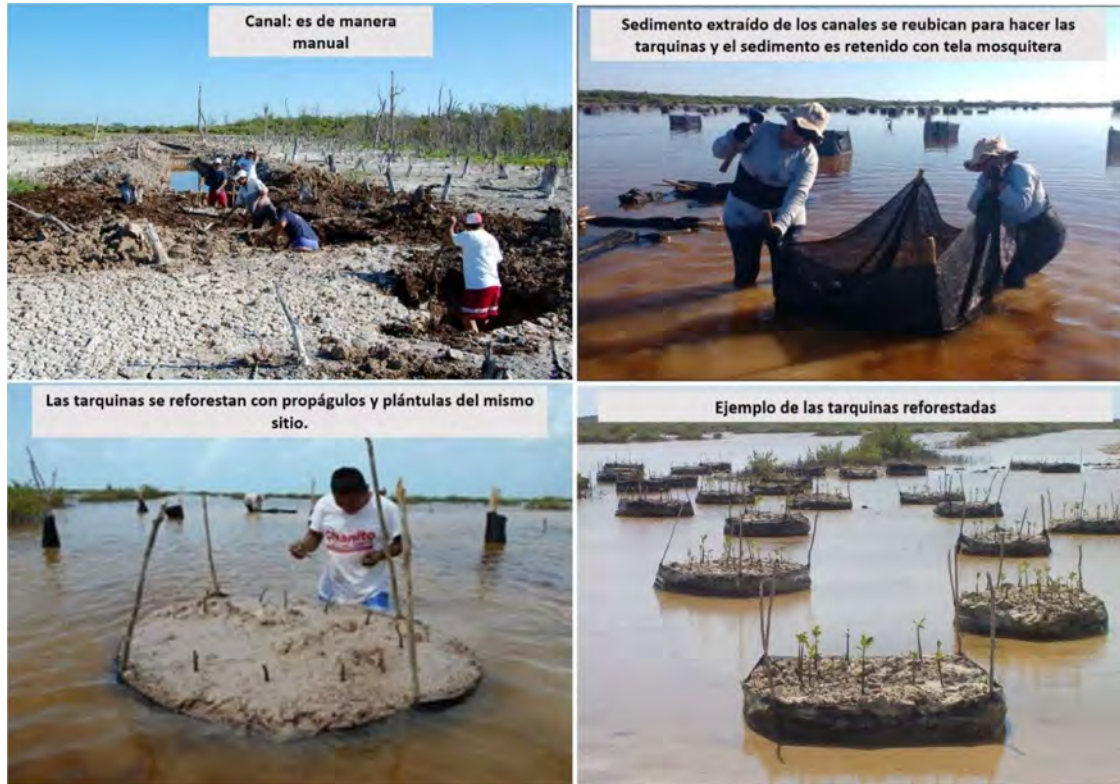 Canal: es de manera
manual
Sedimento extraído de los canales se reubican para hacer las
tarquinas y el sedimento es retenido con tela mosquitera
Las tarquinas se reforestan con propágulos y plántulas del mismo
sitio.
Ohanito
Ejemplo de las tarquinas reforestadas